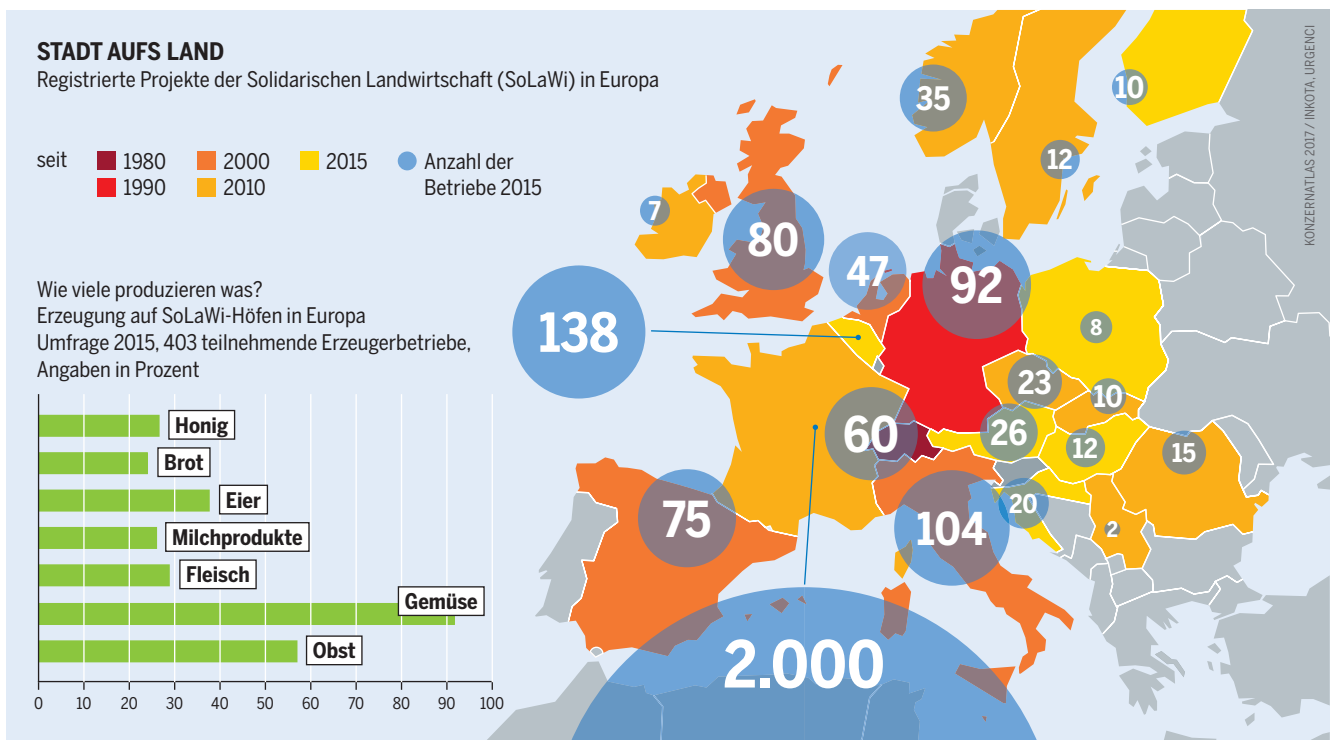 STADT AUFS LAND
Registrierte Projekte der Solidarischen Landwirtschaft (SoLaWi) in Europa
seit
1980
1990
2000
2010
2015
Anzahl der
Betriebe 2015
Wie viele produzieren was?
Erzeugung auf SoLaWi-Höfen in Europa
Umfrage 2015, 403 teilnehmende Erzeugerbetriebe,
Angaben in Prozent
Honig
Brot
Eier
Milchprodukte
Fleisch
Gemüse
Obst
0 10 20 30 40 50 60 70 80 90 100
35
10
12
7
80
47
92
138
8
23
10
60
26
12
15
75
104
20
2
2.000
KONZERNATLAS 2017 / INKOTA, URGENCI